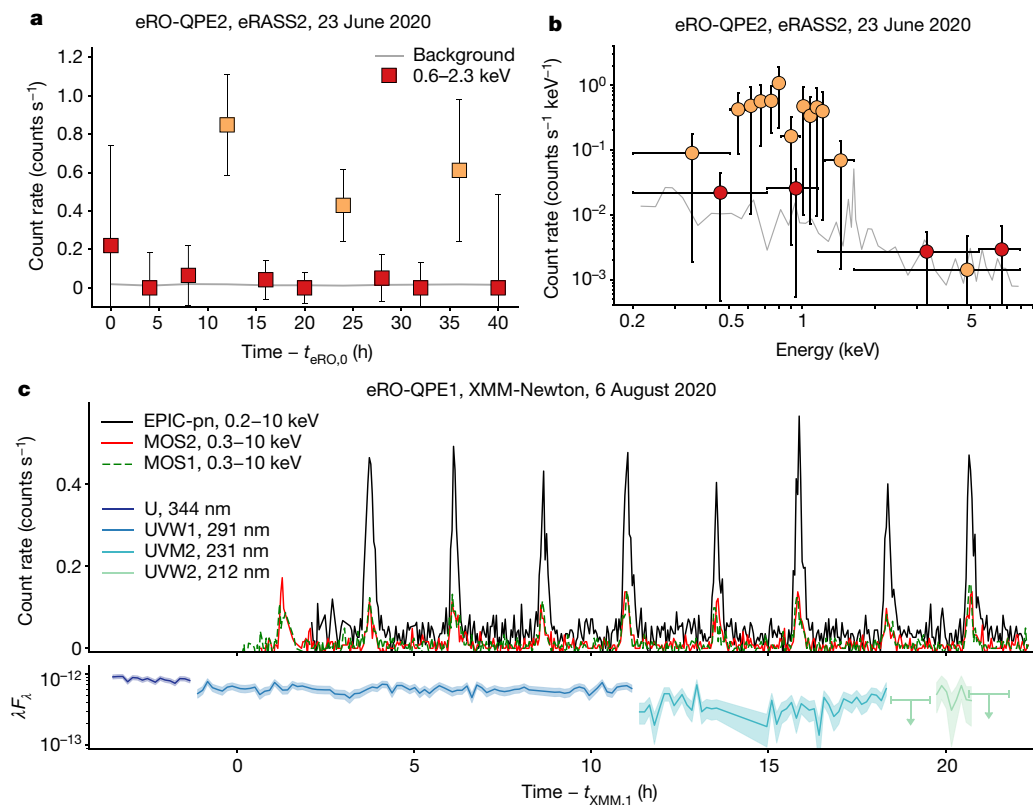 a
eRO-QPE2, eRASS2, 23 June 2020
Background
0.6–2.3 keV
Count rate (counts s⁻¹)
1.2
1.0
0.8
0.6
0.4
0.2
0
0 5 10 15 20 25 30 35 40
Time – t_eRO,0 (h)
b
eRO-QPE2, eRASS2, 23 June 2020
Count rate (counts s⁻¹ keV⁻¹)
10⁰
10⁻¹
10⁻²
10⁻³
0.2 0.5 1 5
Energy (keV)
c
eRO-QPE1, XMM-Newton, 6 August 2020
EPIC-pn, 0.2–10 keV
MOS2, 0.3–10 keV
MOS1, 0.3–10 keV
U, 344 nm
UVW1, 291 nm
UVM2, 231 nm
UVW2, 212 nm
Count rate (counts s⁻¹)
0.4
0.2
0
λF_λ
10⁻¹²
10⁻¹³
0 5 10 15 20
Time – t_XMM,1 (h)